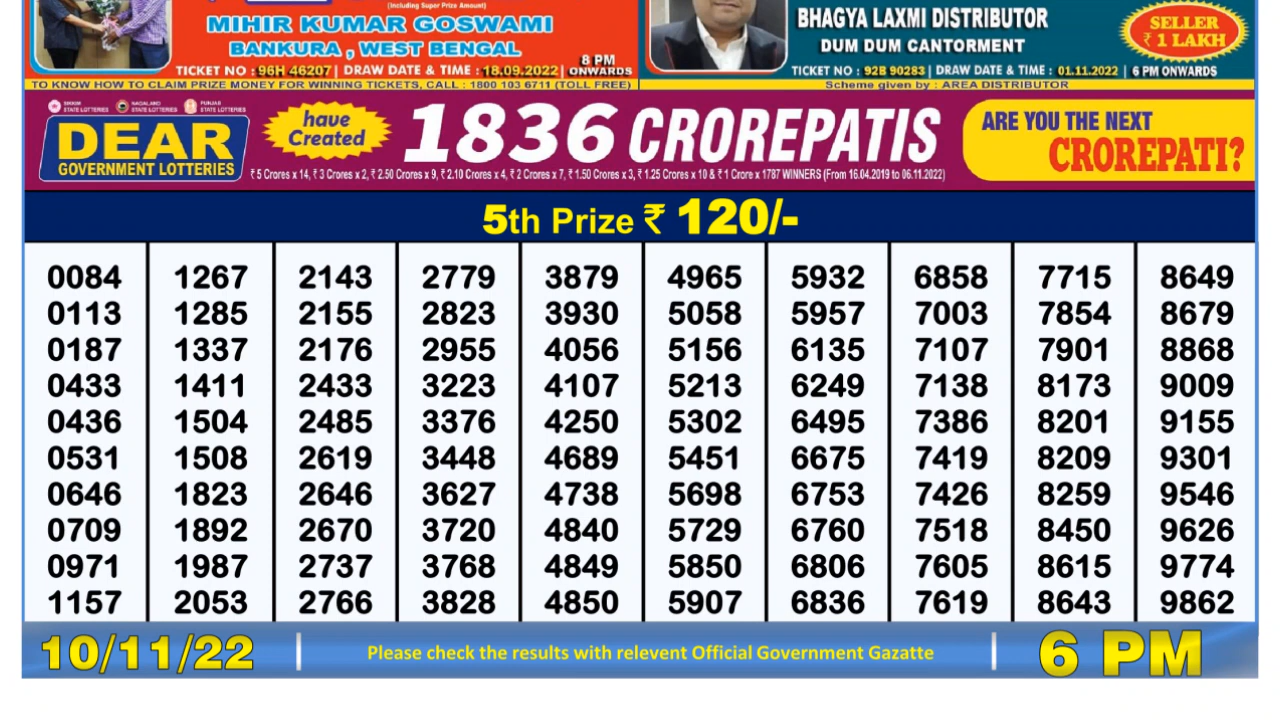 (Including Super Prize Amount)
MIHIR KUMAR GOSWAMI
BANKURA , WEST BENGAL
8 PM
ONWARDS
TICKET NO : 96H 46207 | DRAW DATE & TIME : 18.09.2022 |
BHAGYA LAXMI DISTRIBUTOR
DUM DUM CANTORMENT
SELLER
₹ 1 LAKH
TICKET NO : 92B 90283 | DRAW DATE & TIME : 01.11.2022 | 6 PM ONWARDS
TO KNOW HOW TO CLAIM PRIZE MONEY FOR WINNING TICKETS, CALL : 1800 103 6711 (TOLL FREE)
Scheme given by : AREA DISTRIBUTOR
SIKKIM
STATE LOTTERIES
NAGALAND
STATE LOTTERIES
PUNJAB
STATE LOTTERIES
DEAR
GOVERNMENT LOTTERIES
have
Created
1836 CROREPATIS
₹ 5 Crores x 14, ₹ 3 Crores x 2, ₹ 2.50 Crores x 9, ₹ 2.10 Crores x 4, ₹ 2 Crores x 7, ₹ 1.50 Crores x 3, ₹ 1.25 Crores x 10 & ₹ 1 Crore x 1787 WINNERS (From 16.04.2019 to 06.11.2022)
ARE YOU THE NEXT
CROREPATI?
5th Prize ₹ 120/-
0084 1267 2143 2779 3879 4965 5932 6858 7715 8649
0113 1285 2155 2823 3930 5058 5957 7003 7854 8679
0187 1337 2176 2955 4056 5156 6135 7107 7901 8868
0433 1411 2433 3223 4107 5213 6249 7138 8173 9009
0436 1504 2485 3376 4250 5302 6495 7386 8201 9155
0531 1508 2619 3448 4689 5451 6675 7419 8209 9301
0646 1823 2646 3627 4738 5698 6753 7426 8259 9546
0709 1892 2670 3720 4840 5729 6760 7518 8450 9626
0971 1987 2737 3768 4849 5850 6806 7605 8615 9774
1157 2053 2766 3828 4850 5907 6836 7619 8643 9862
10/11/22
Please check the results with relevent Official Government Gazatte
6 PM